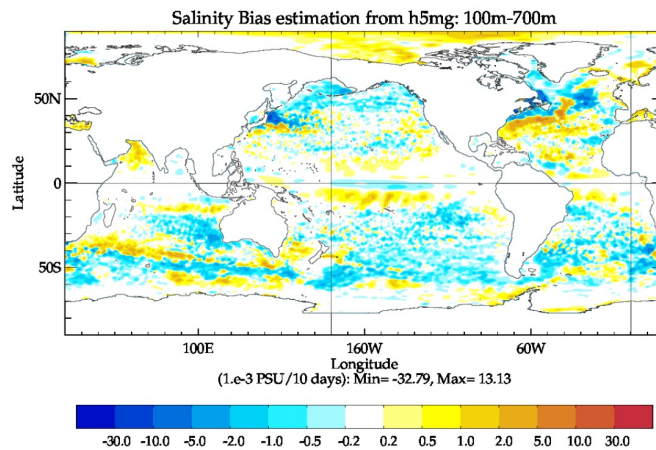 Salinity Bias estimation from h5mg: 100m-700m
50N
0
50S
Latitude
100E 160W 60W
Longitude
(1.e-3 PSU/10 days): Min= -32.79, Max= 13.13
-30.0 -10.0 -5.0 -2.0 -1.0 -0.5 -0.2 0.2 0.5 1.0 2.0 5.0 10.0 30.0